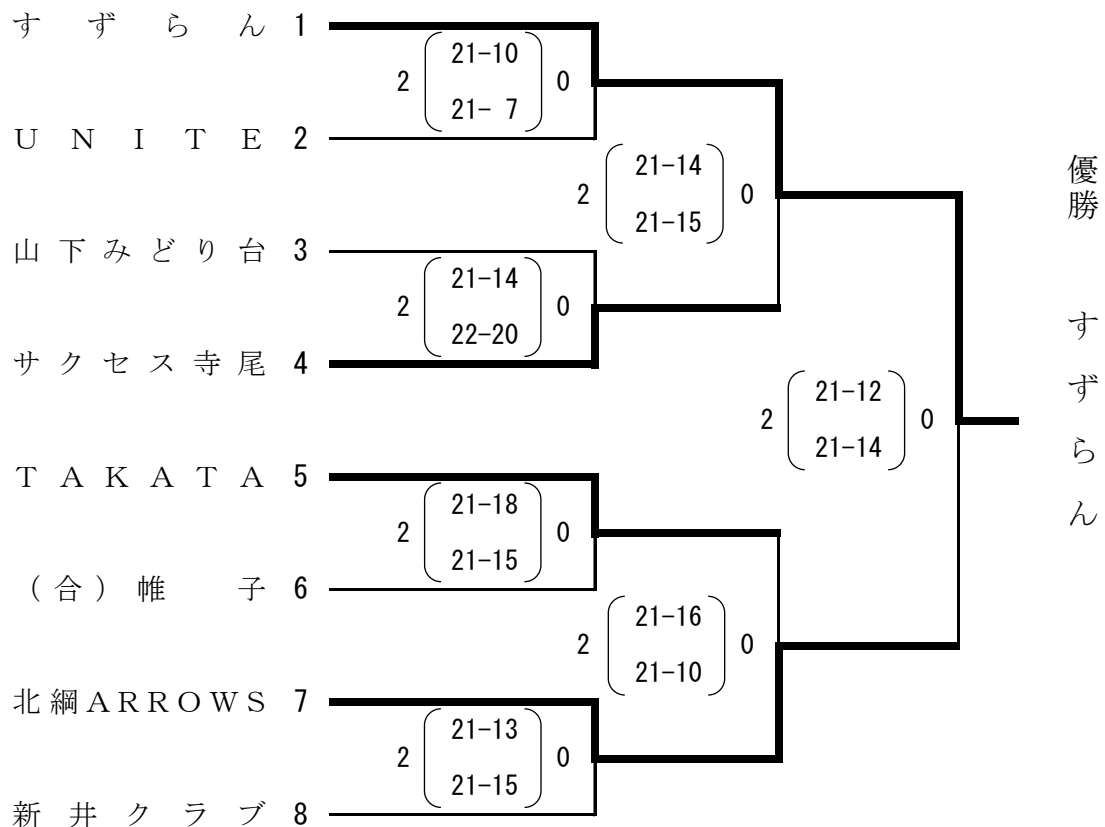 すずらん 1
2 21-10 0
21- 7
UNITE 2
2 21-14 0
21-15
山下みどり台 3
2 21-14 0
22-20
サクセス寺尾 4
2 21-12 0
21-14
TAKATA 5
2 21-18 0
21-15
(合)帷子 6
2 21-16 0
21-10
北綱ARROWS 7
2 21-13 0
21-15
新井クラブ 8
優勝 すずらん